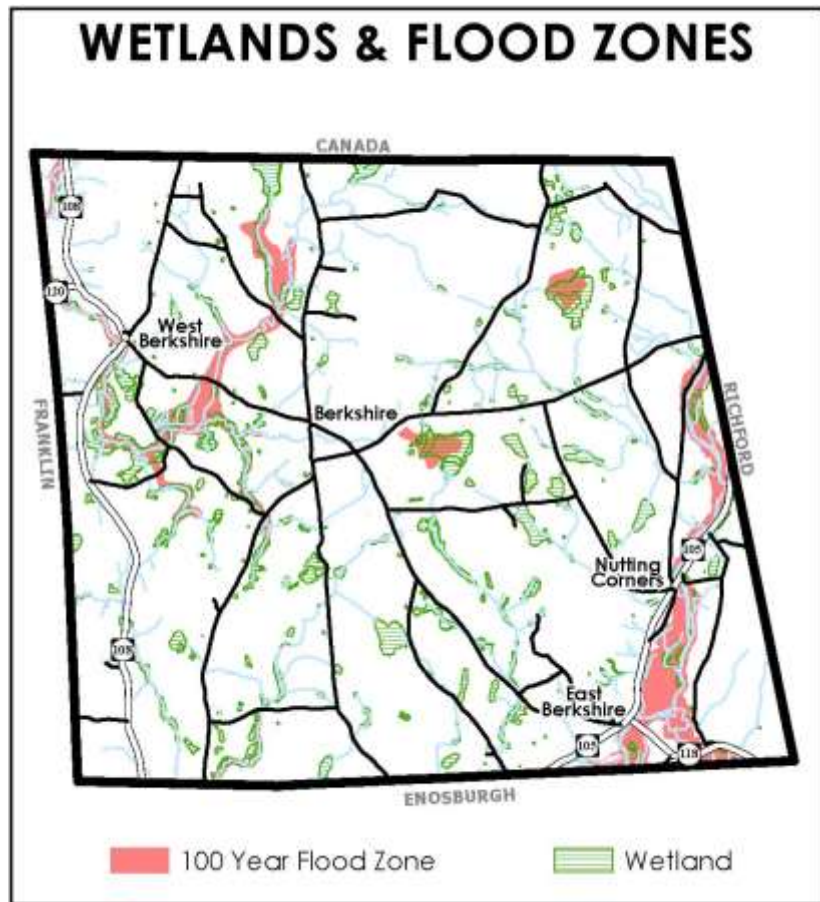 WETLANDS & FLOOD ZONES
CANADA
108
120
West
Berkshire
Berkshire
FRANKLIN
RICHFORD
105
Nutting
Corners
108
East
Berkshire
105
118
ENOSBURGH
100 Year Flood Zone
Wetland